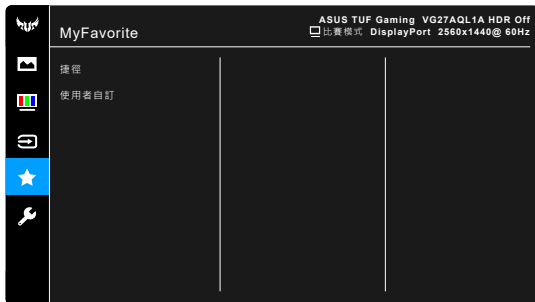 MyFavorite
ASUS TUF Gaming VG27AQL1A HDR Off
比賽模式 DisplayPort 2560x1440@ 60Hz
捷徑
使用者自訂